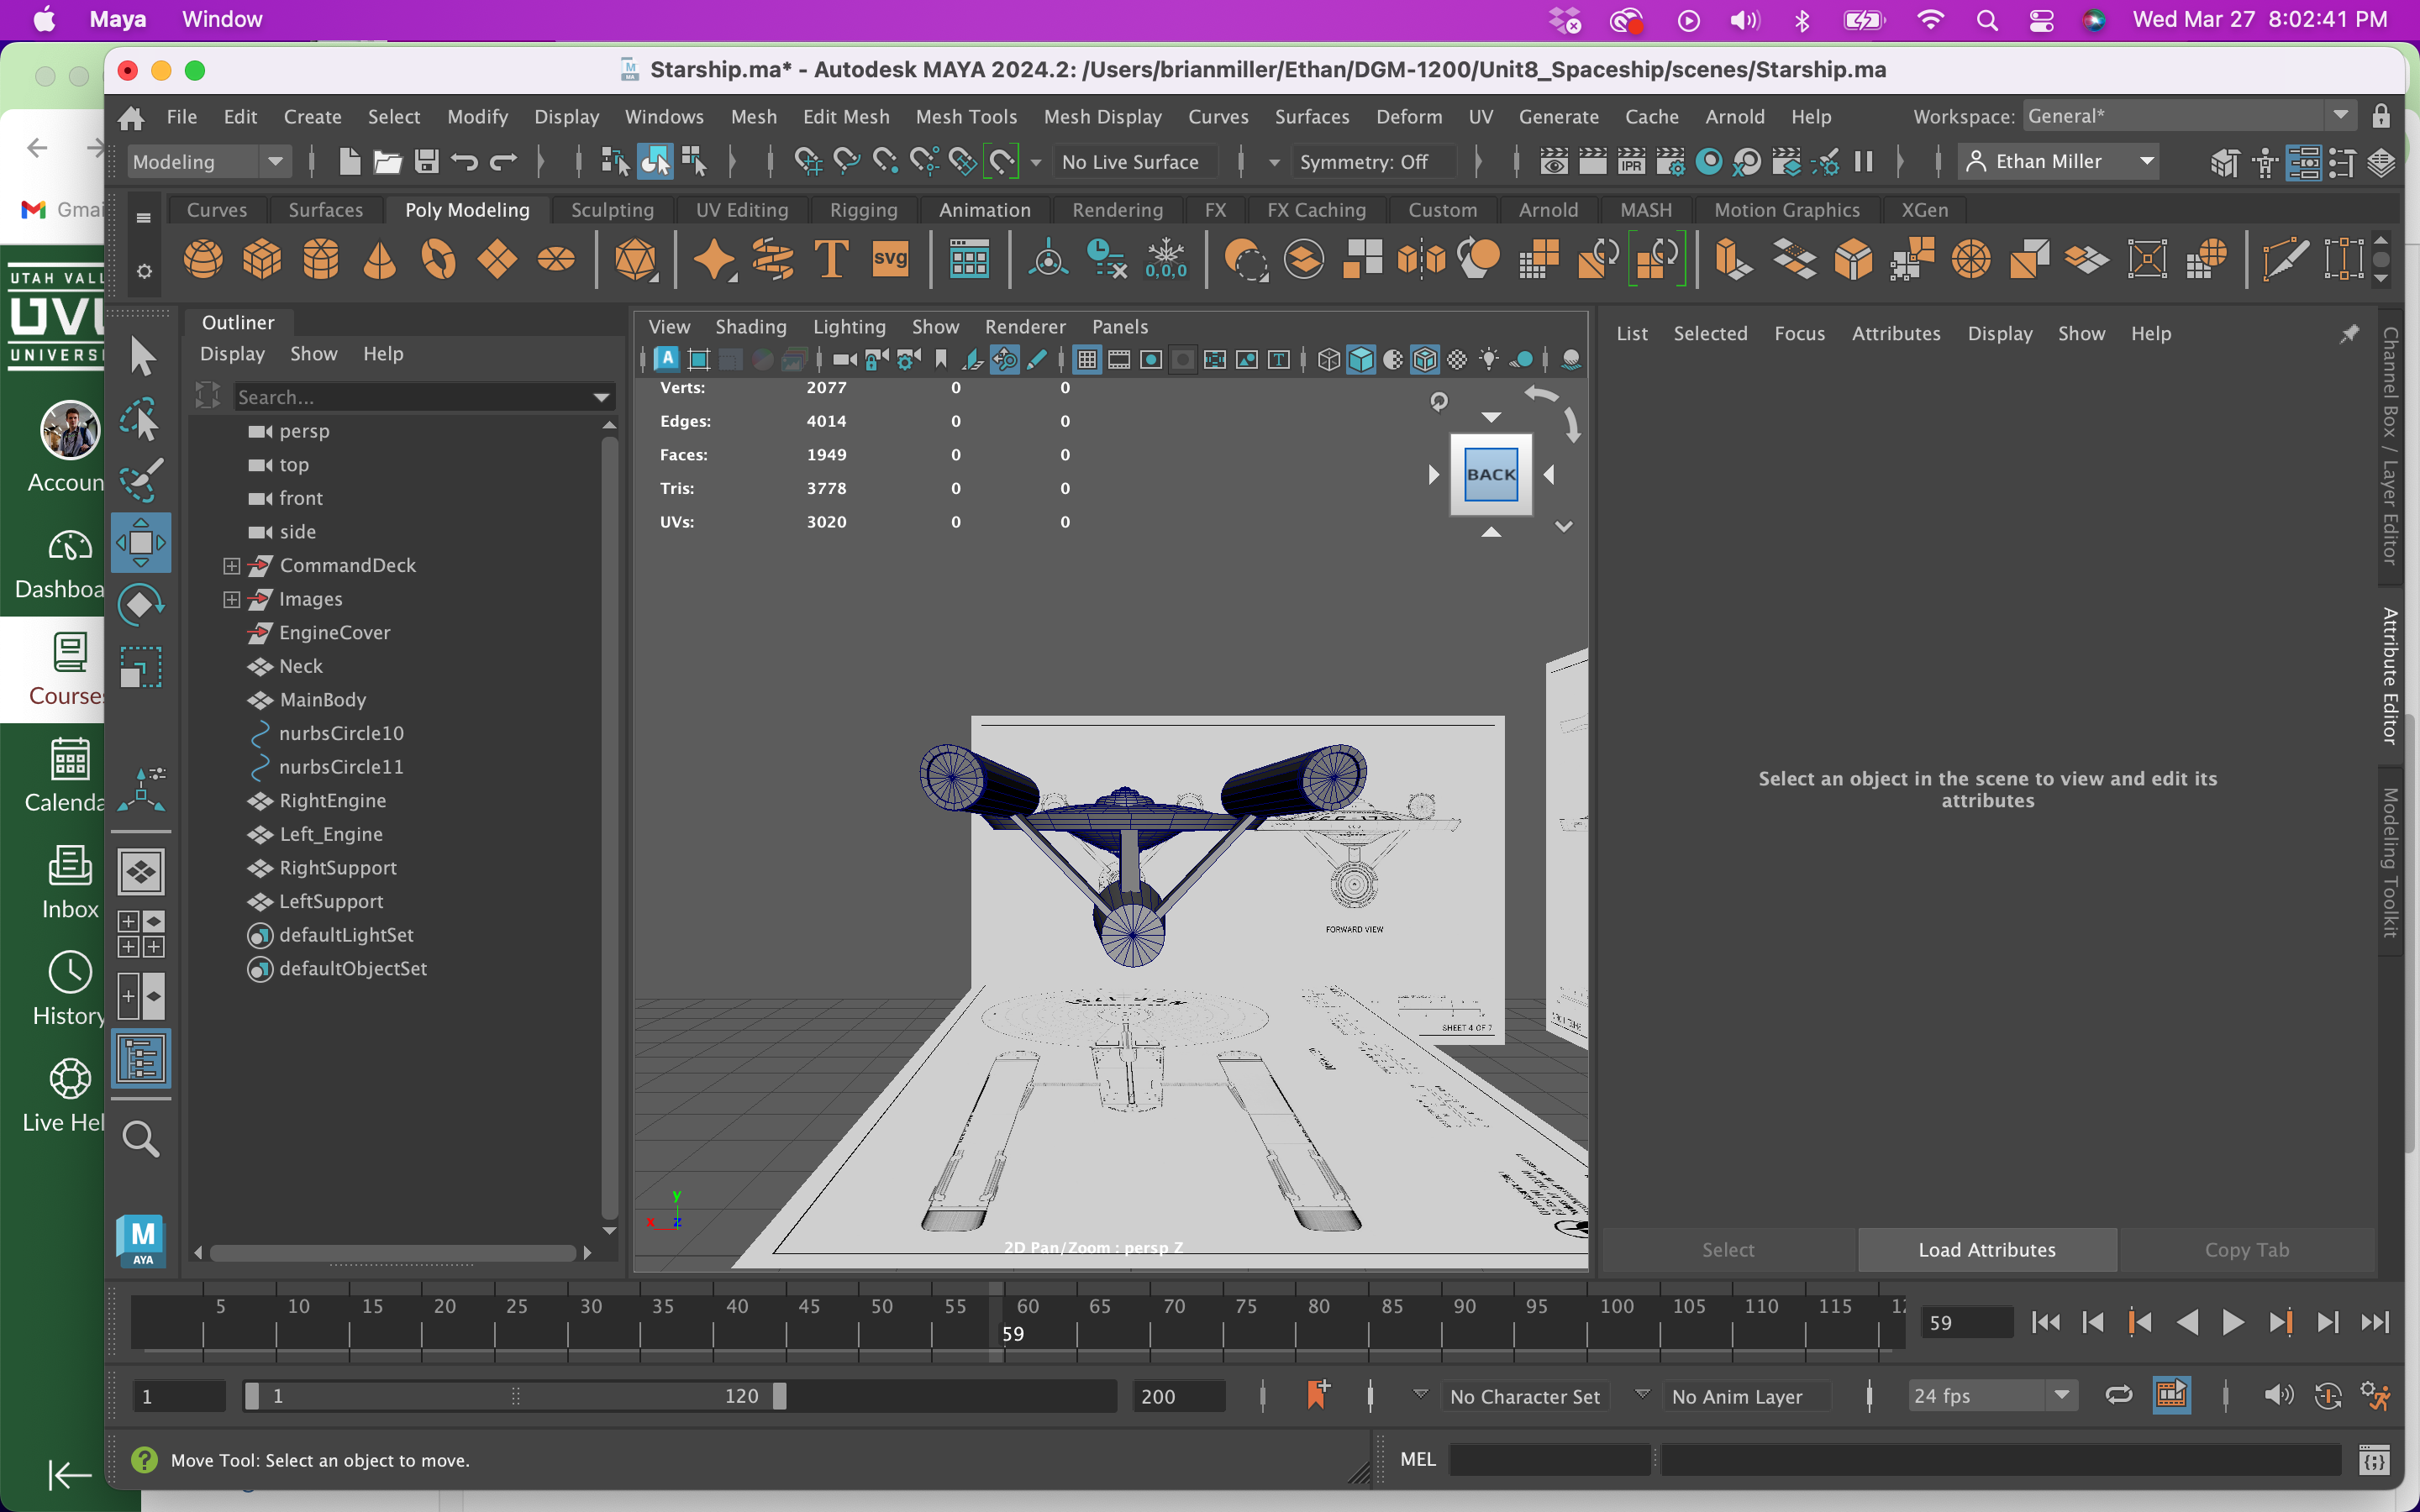 Maya Window Wed Mar 27 8:02:41 PM
Starship.ma* - Autodesk MAYA 2024.2: /Users/brianmiller/Ethan/DGM-1200/Unit8_Spaceship/scenes/Starship.ma
File Edit Create Select Modify Display Windows Mesh Edit Mesh Mesh Tools Mesh Display Curves Surfaces Deform UV Generate Cache Arnold Help Workspace: General*
Modeling No Live Surface Symmetry: Off IPR Ethan Miller
Curves Surfaces Poly Modeling Sculpting UV Editing Rigging Animation Rendering FX FX Caching Custom Arnold MASH Motion Graphics XGen
T svg 0,0,0
Gmai
UTAH VALL
UVU
UNIVERS
Accoun
Dashboa
Courses
Calenda
Inbox
History
Live Hel
Outliner
Display Show Help
Search...
persp
top
front
side
CommandDeck
Images
EngineCover
Neck
MainBody
nurbsCircle10
nurbsCircle11
RightEngine
Left_Engine
RightSupport
LeftSupport
defaultLightSet
defaultObjectSet
M
AYA
View Shading Lighting Show Renderer Panels
Verts: 2077 0 0
Edges: 4014 0 0
Faces: 1949 0 0
Tris: 3778 0 0
UVs: 3020 0 0
BACK
FORWARD VIEW
SHEET 4 OF 7
y
x z
2D Pan/Zoom : persp Z
List Selected Focus Attributes Display Show Help
Select an object in the scene to view and edit its
attributes
Select Load Attributes Copy Tab
Channel Box / Layer Editor
Attribute Editor
Modeling Toolkit
5 10 15 20 25 30 35 40 45 50 55 60 65 70 75 80 85 90 95 100 105 110 115 12
59
59
1 1 120 200 No Character Set No Anim Layer 24 fps
Move Tool: Select an object to move. MEL